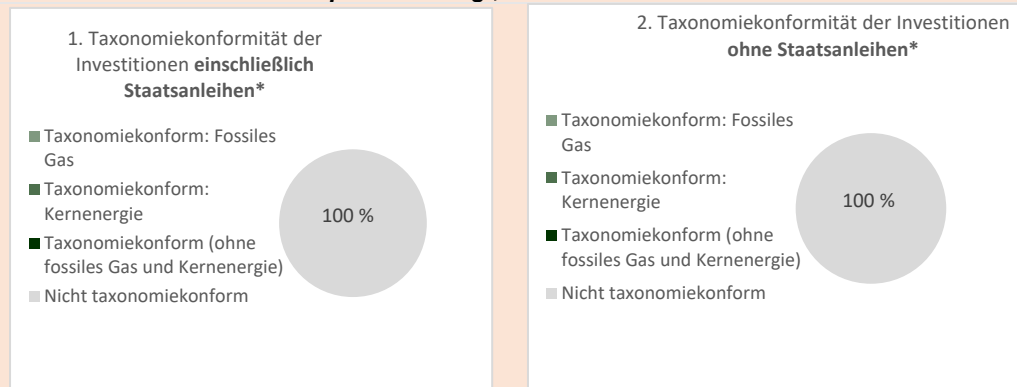 1. Taxonomiekonformität der
Investitionen einschließlich
Staatsanleihen*
Taxonomiekonform: Fossiles
Gas
Taxonomiekonform:
Kernenergie
Taxonomiekonform (ohne
fossiles Gas und Kernenergie)
Nicht taxonomiekonform
100 %
2. Taxonomiekonformität der Investitionen
ohne Staatsanleihen*
Taxonomiekonform: Fossiles
Gas
Taxonomiekonform:
Kernenergie
Taxonomiekonform (ohne
fossiles Gas und Kernenergie)
Nicht taxonomiekonform
100 %